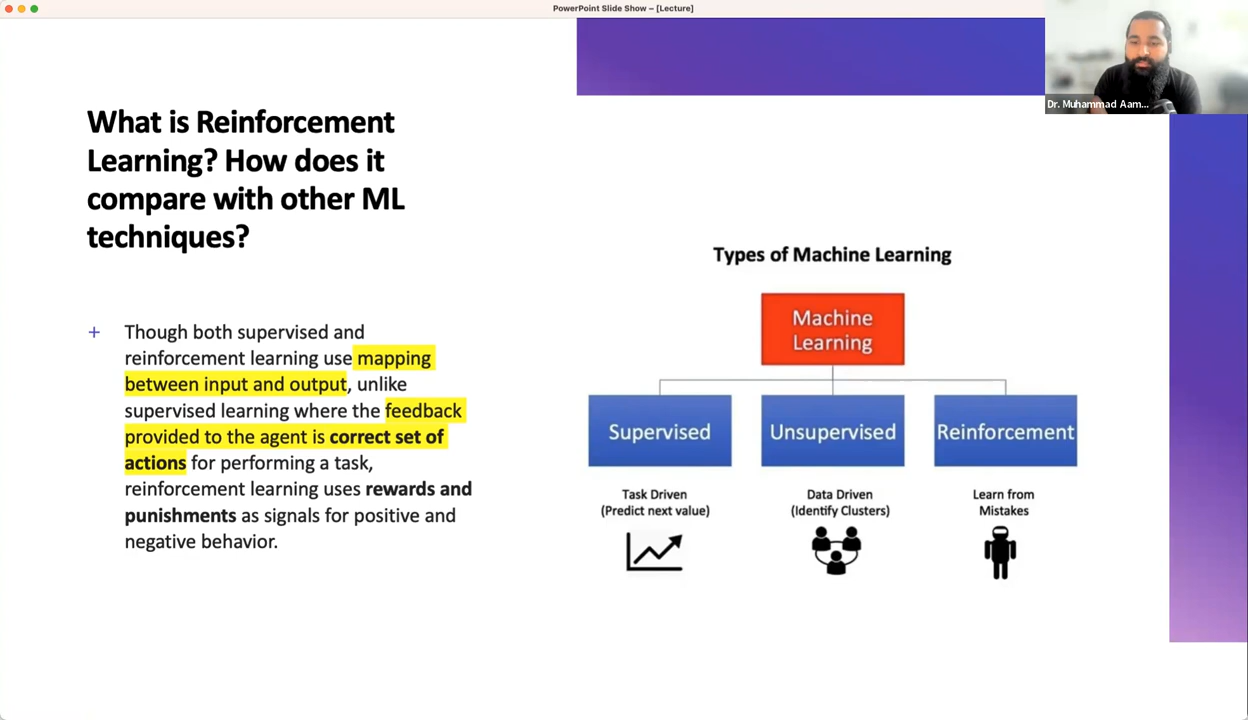 PowerPoint Slide Show – [Lecture]
Dr. Muhammad Aam...
What is Reinforcement
Learning? How does it
compare with other ML
techniques?
+ Though both supervised and
reinforcement learning use mapping
between input and output, unlike
supervised learning where the feedback
provided to the agent is correct set of
actions for performing a task,
reinforcement learning uses rewards and
punishments as signals for positive and
negative behavior.
Types of Machine Learning
Machine
Learning
Supervised
Unsupervised
Reinforcement
Task Driven
(Predict next value)
Data Driven
(Identify Clusters)
Learn from
Mistakes